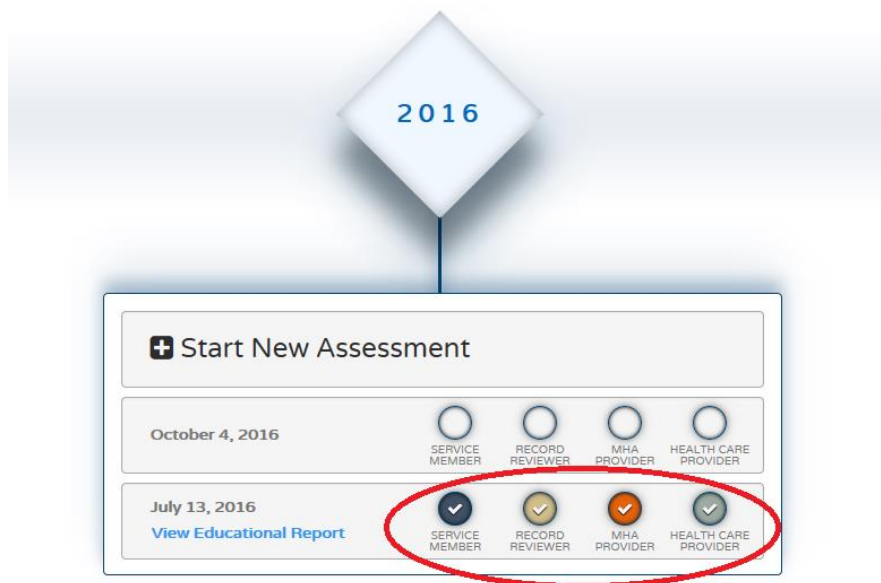 2016
Start New Assessment
October 4, 2016
SERVICE MEMBER
RECORD REVIEWER
MHA PROVIDER
HEALTH CARE PROVIDER
July 13, 2016
View Educational Report
SERVICE MEMBER
RECORD REVIEWER
MHA PROVIDER
HEALTH CARE PROVIDER